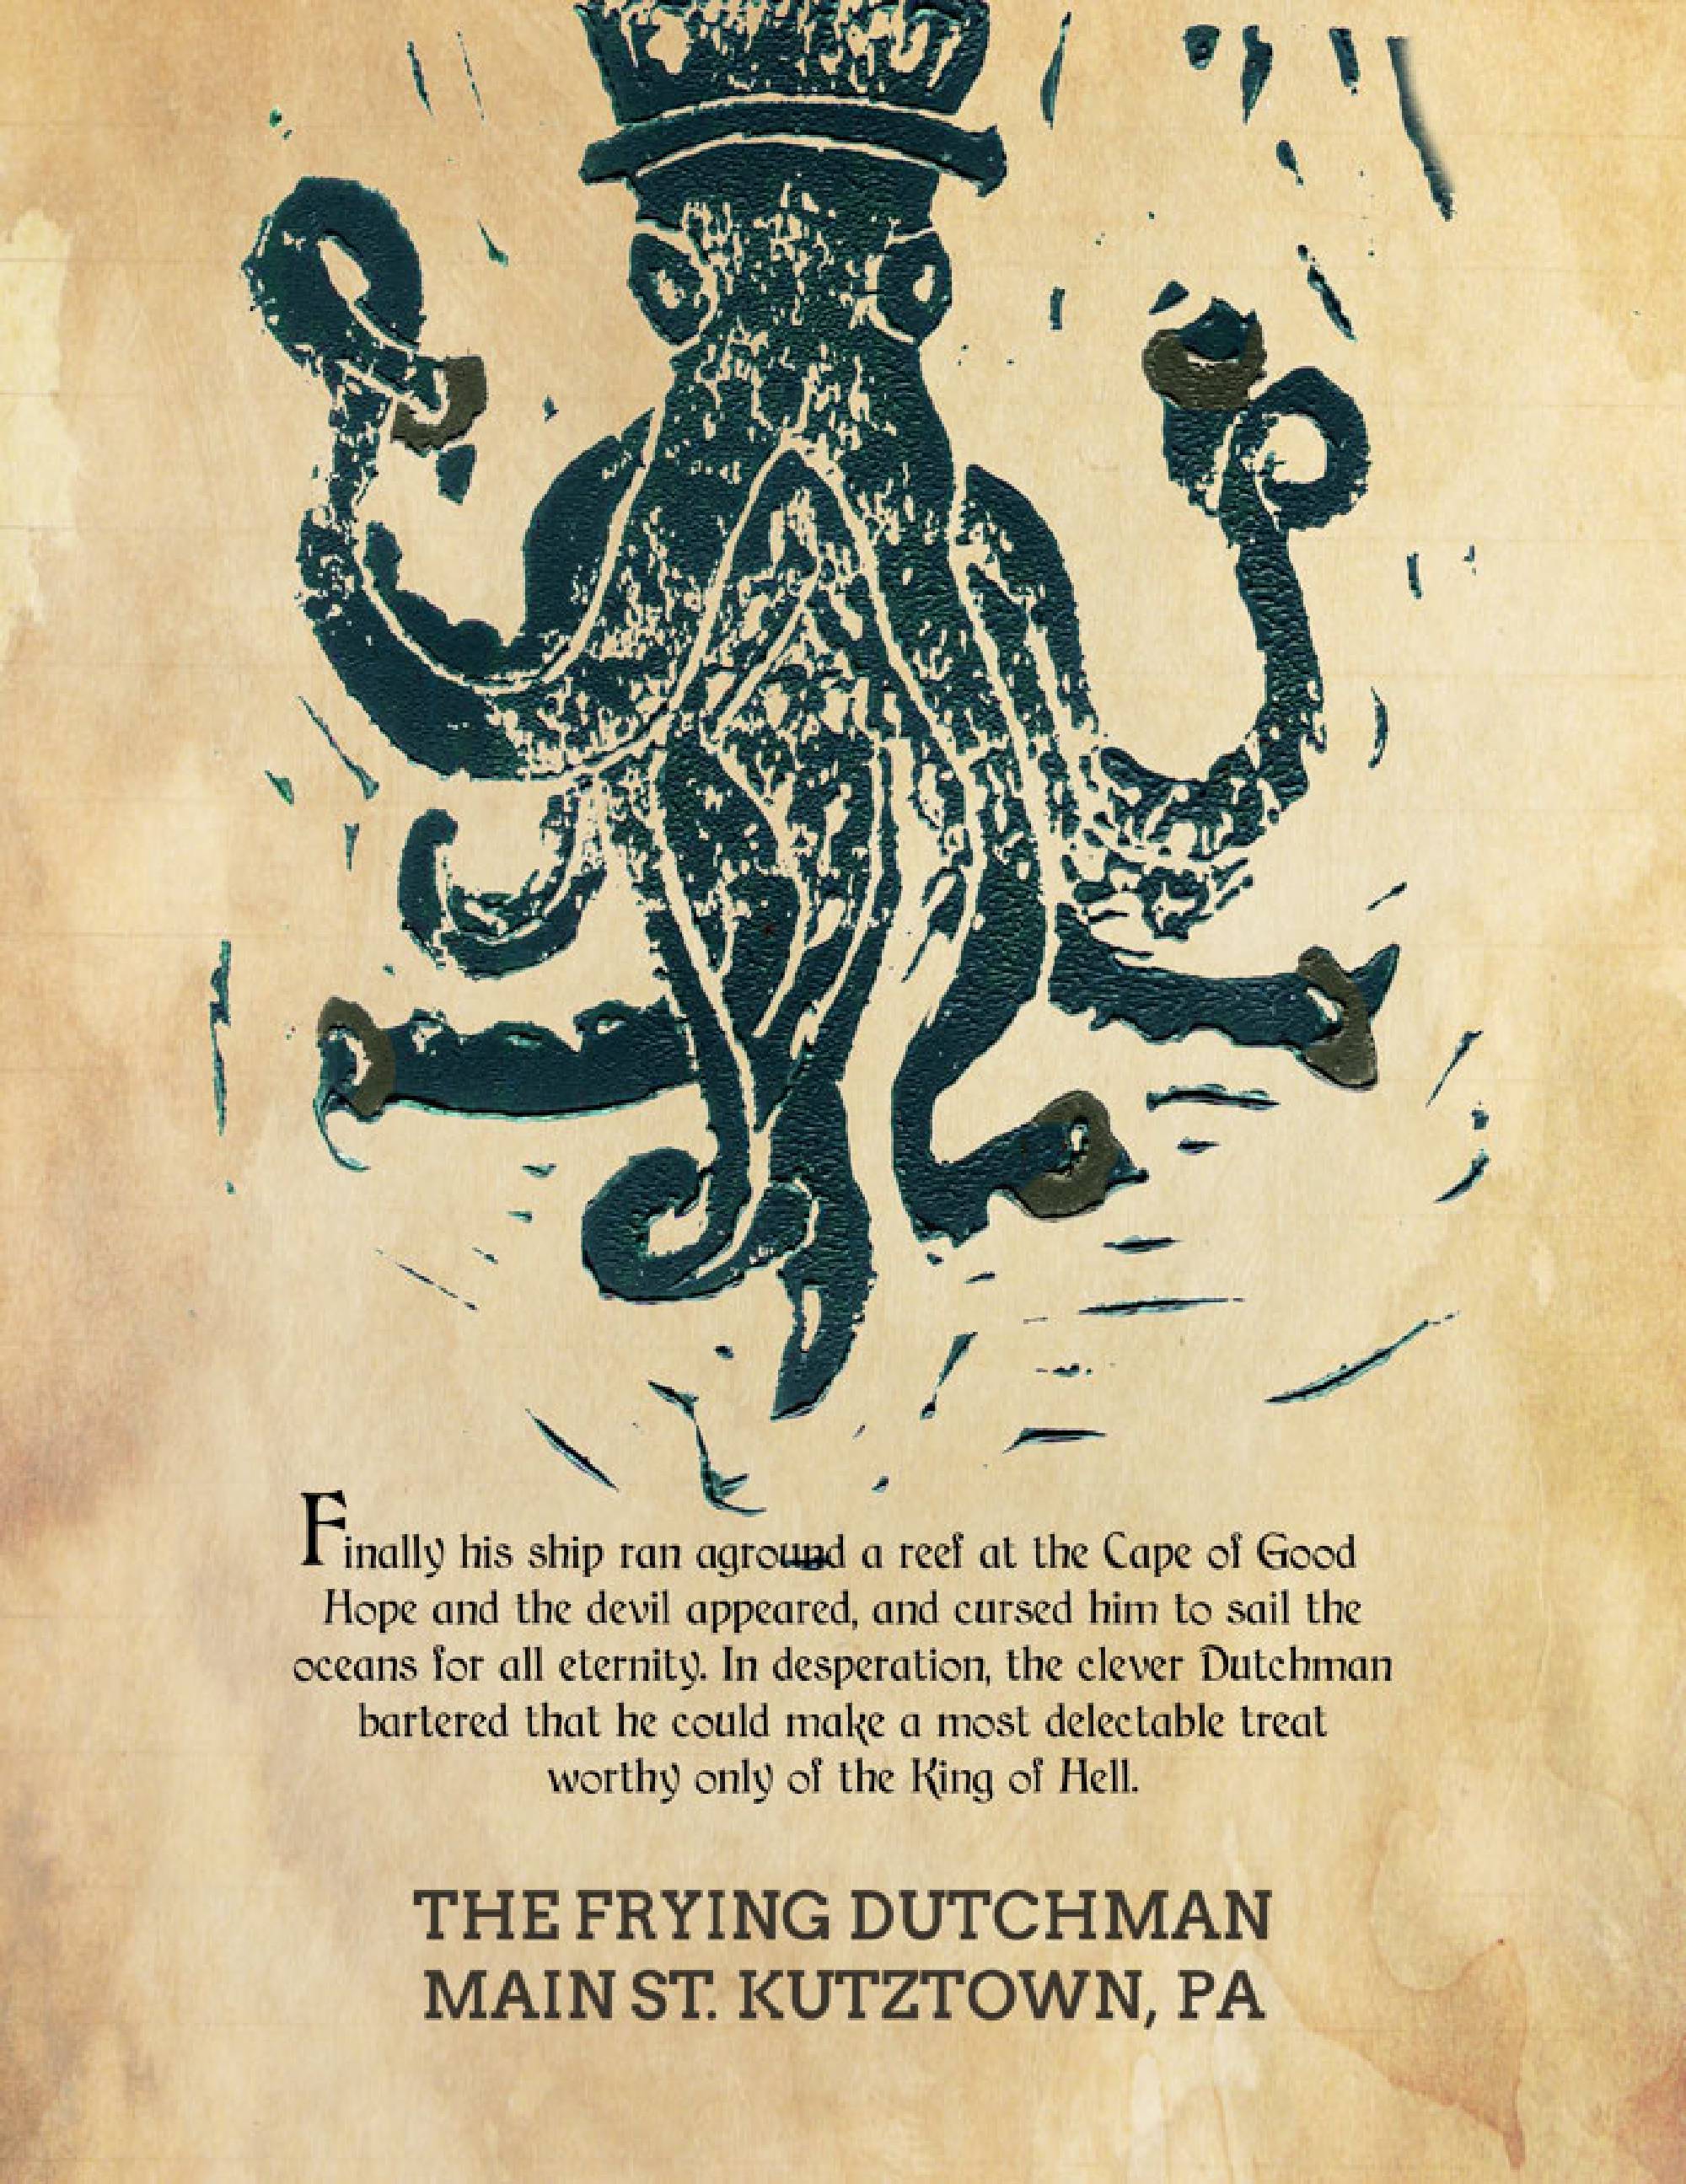 Finally his ship ran aground a reef at the Cape of Good
Hope and the devil appeared, and cursed him to sail the
oceans for all eternity. In desperation, the clever Dutchman
bartered that he could make a most delectable treat
worthy only of the King of Hell.
THE FRYING DUTCHMAN
MAIN ST. KUTZTOWN, PA